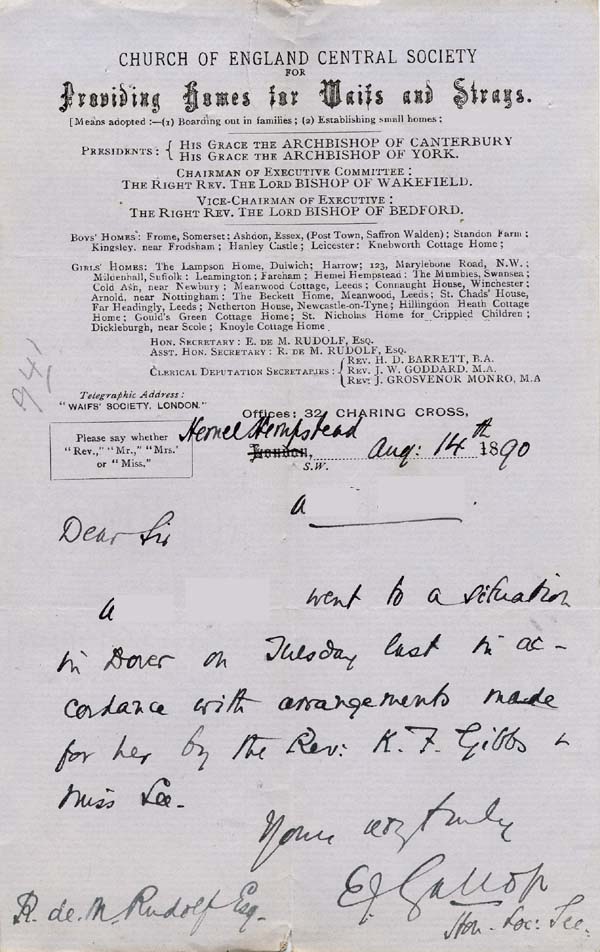 CHURCH OF ENGLAND CENTRAL SOCIETY
FOR
Providing Homes for Waifs and Strays.
[Means adopted:—(1) Boarding out in families; (2) Establishing small homes:
PRESIDENTS: { HIS GRACE THE ARCHBISHOP OF CANTERBURY
HIS GRACE THE ARCHBISHOP OF YORK.
CHAIRMAN OF EXECUTIVE COMMITTEE:
THE RIGHT REV. THE LORD BISHOP OF WAKEFIELD.
VICE-CHAIRMAN OF EXECUTIVE:
THE RIGHT REV. THE LORD BISHOP OF BEDFORD.
BOYS' HOMES: Frome, Somerset: Ashdon, Essex, (Post Town, Saffron Walden); Standon Farm;
Kingsley, near Frodsham; Hanley Castle; Leicester: Knebworth Cottage Home;
GIRLS' HOMES: The Lampson Home, Dulwich; Harrow; 123, Marylebone Road, N.W.;
Mildenhall, Suffolk; Leamington; Fareham; Hemel Hempstead: The Mumbles, Swansea;
Cold Ash, near Newbury; Meanwood Cottage, Leeds; Connaught House, Winchester;
Arnold, near Nottingham; The Beckett Home, Meanwood, Leeds; St. Chads' House,
Far Headingly, Leeds; Netherton House, Newcastle-on-Tyne; Hillingdon Heath Cottage
Home; Gould's Green Cottage Home; St. Nicholas Home for Crippled Children;
Dickleburgh, near Scole; Knoyle Cottage Home.
HON. SECRETARY: E. DE M. RUDOLF, ESQ.
ASST. HON. SECRETARY: R. DE M. RUDOLF, ESQ.
CLERICAL DEPUTATION SECRETARIES: { REV. H. D. BARRETT, B.A.
REV. J. W. GODDARD, M.A.
REV. J. GROSVENOR MONRO, M.A
941
Telegraphic Address:
"WAIFS' SOCIETY, LONDON."
Offices: 32, CHARING CROSS,
Please say whether
"Rev.," "Mr.," "Mrs.'
or "Miss."
Hemel Hempstead
London, S.W. Aug: 14th 1890
A
Dear Sir
A went to a situation
in Dover on Tuesday last in ac-
cordance with arrangements made
for her by the Rev: K. F. Gibbs &
Miss Lee.
Yours very truly
E J Gallop
Hon. Loc: Sec.
R. de. M. Rudolf Esq.